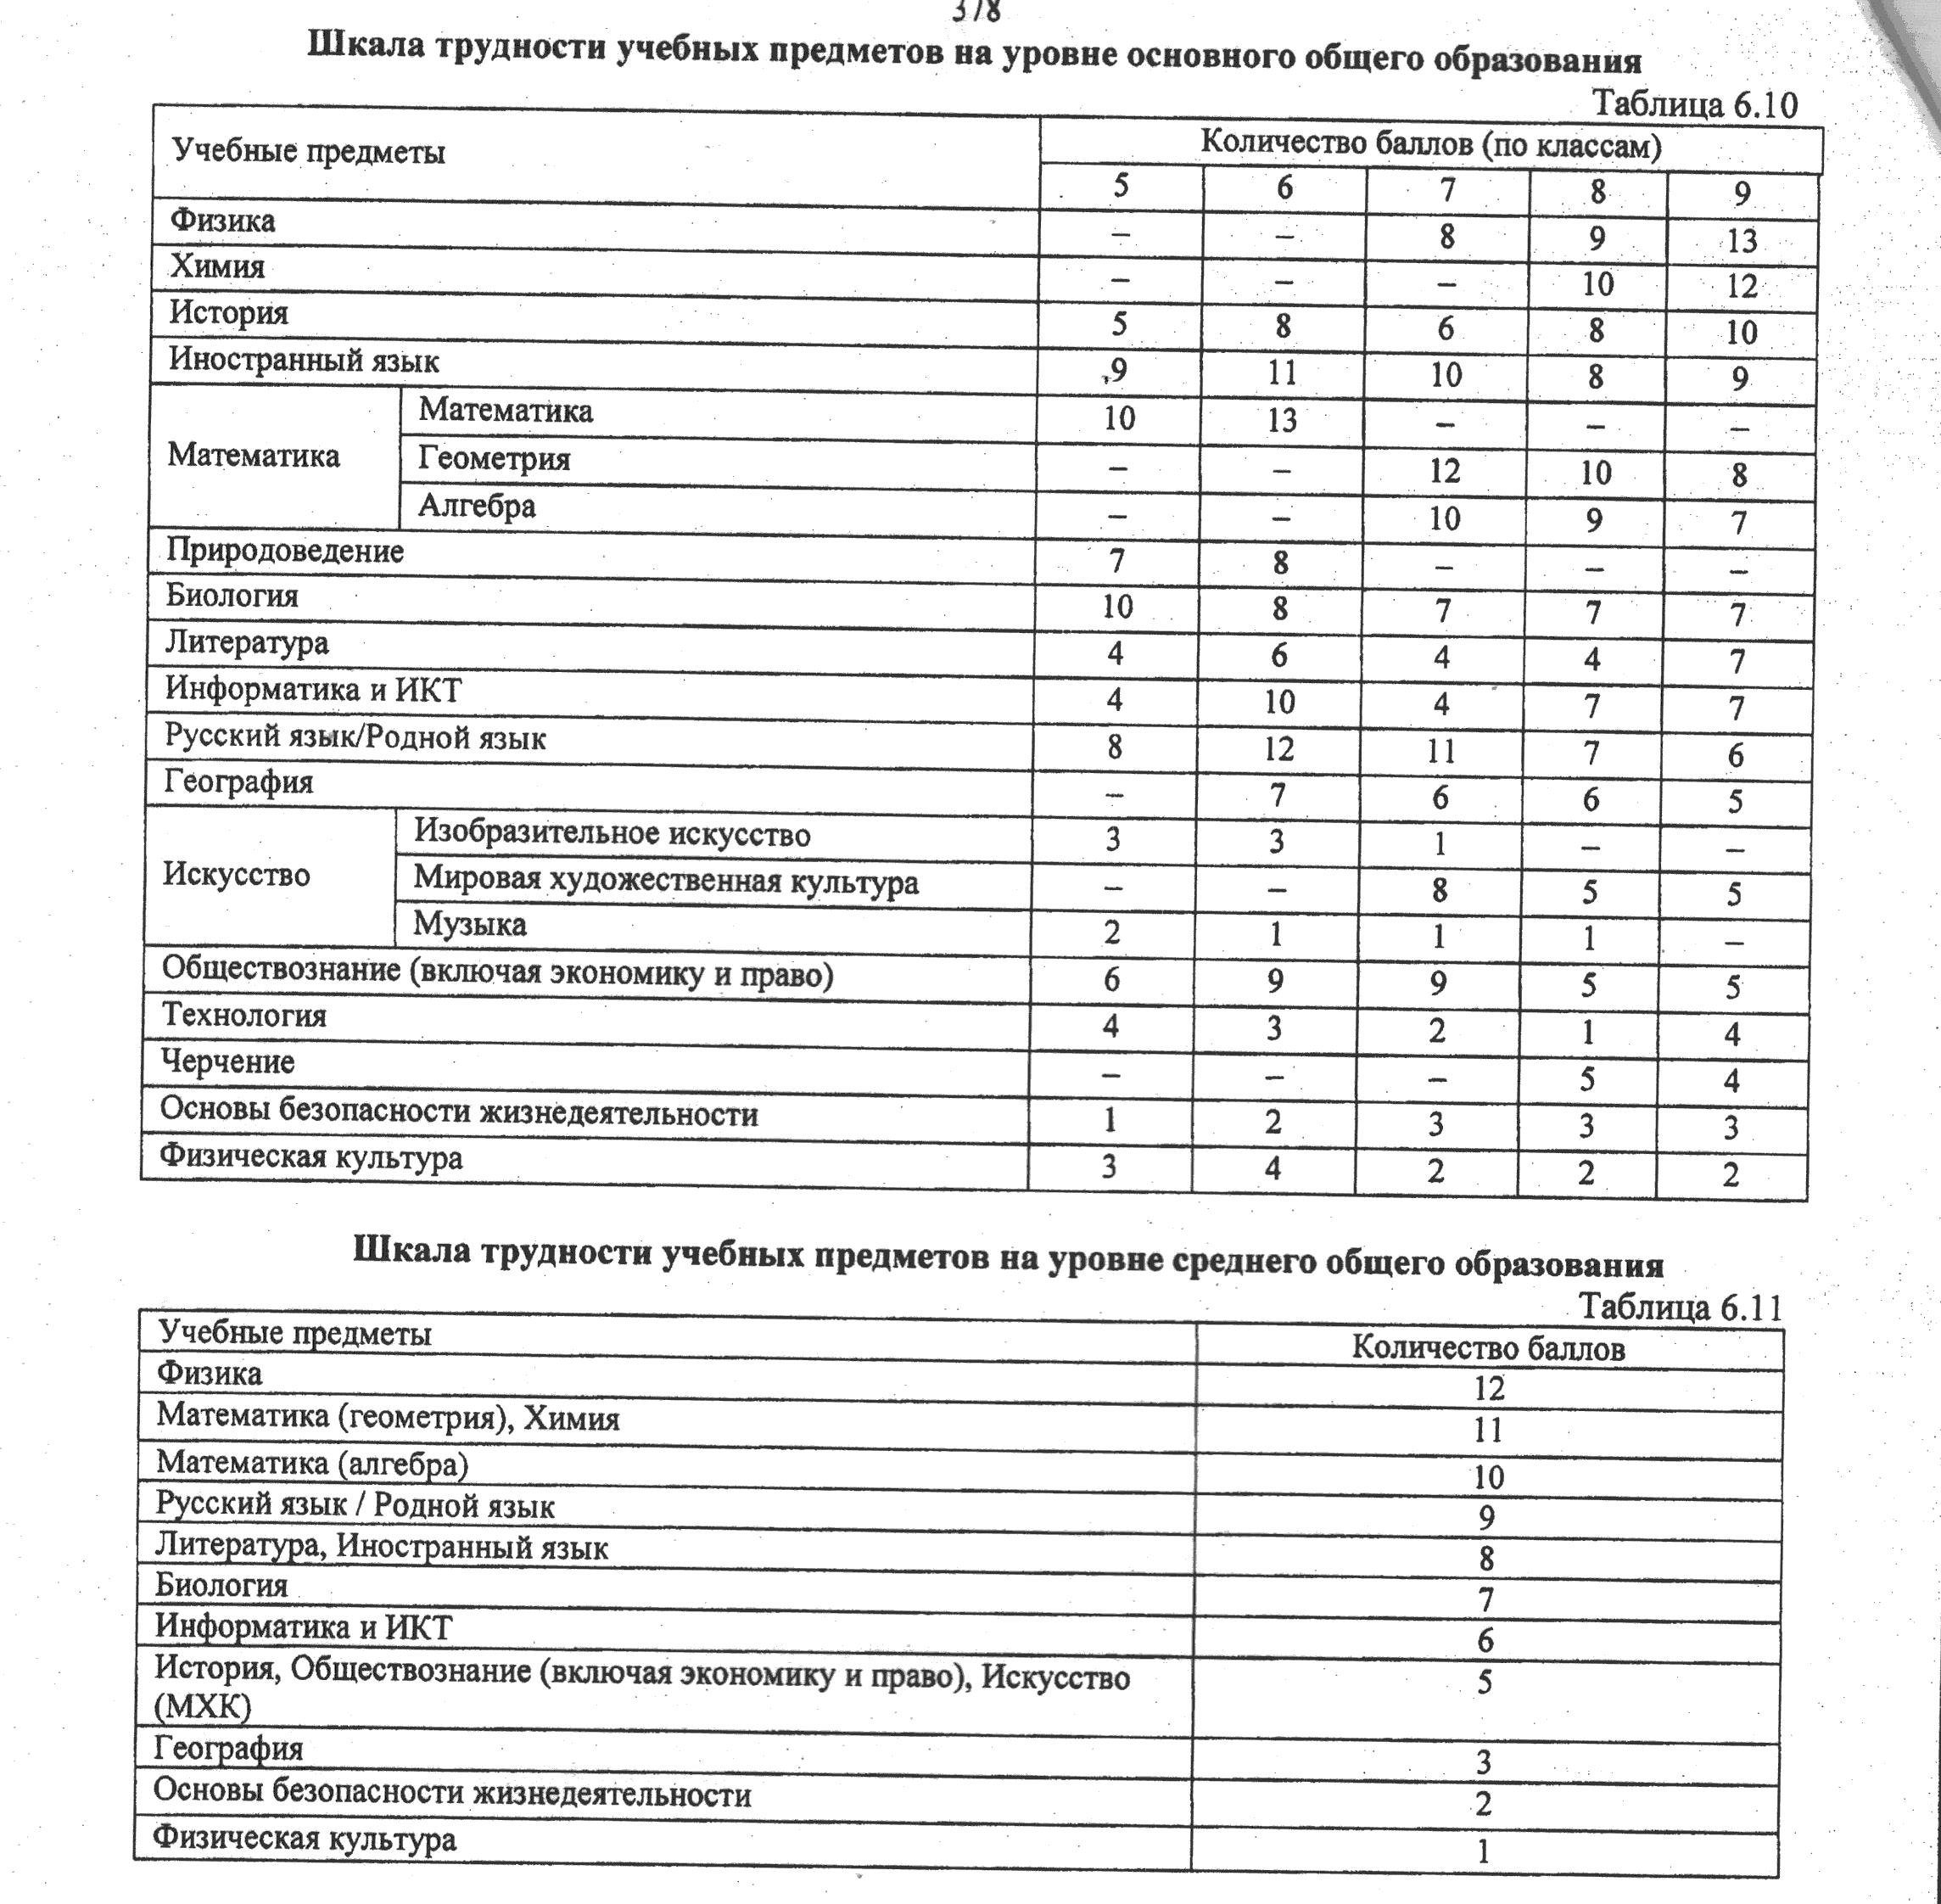 378
Шкала трудности учебных предметов на уровне основного общего образования
Таблица 6.10
Учебные предметы Количество баллов (по классам)
5 6 7 8 9
Физика – – 8 9 13
Химия – – – 10 12
История 5 8 6 8 10
Иностранный язык 9 11 10 8 9
Математика Математика 10 13 – – –
Геометрия – – 12 10 8
Алгебра – – 10 9 7
Природоведение 7 8 – – –
Биология 10 8 7 7 7
Литература 4 6 4 4 7
Информатика и ИКТ 4 10 4 7 7
Русский язык/Родной язык 8 12 11 7 6
География – 7 6 6 5
Искусство Изобразительное искусство 3 3 1 – –
Мировая художественная культура – – 8 5 5
Музыка 2 1 1 1 –
Обществознание (включая экономику и право) 6 9 9 5 5
Технология 4 3 2 1 4
Черчение – – – 5 4
Основы безопасности жизнедеятельности 1 2 3 3 3
Физическая культура 3 4 2 2 2
Шкала трудности учебных предметов на уровне среднего общего образования
Таблица 6.11
Учебные предметы Количество баллов
Физика 12
Математика (геометрия), Химия 11
Математика (алгебра) 10
Русский язык / Родной язык 9
Литература, Иностранный язык 8
Биология 7
Информатика и ИКТ 6
История, Обществознание (включая экономику и право), Искусство 5
(МХК)
География 3
Основы безопасности жизнедеятельности 2
Физическая культура 1